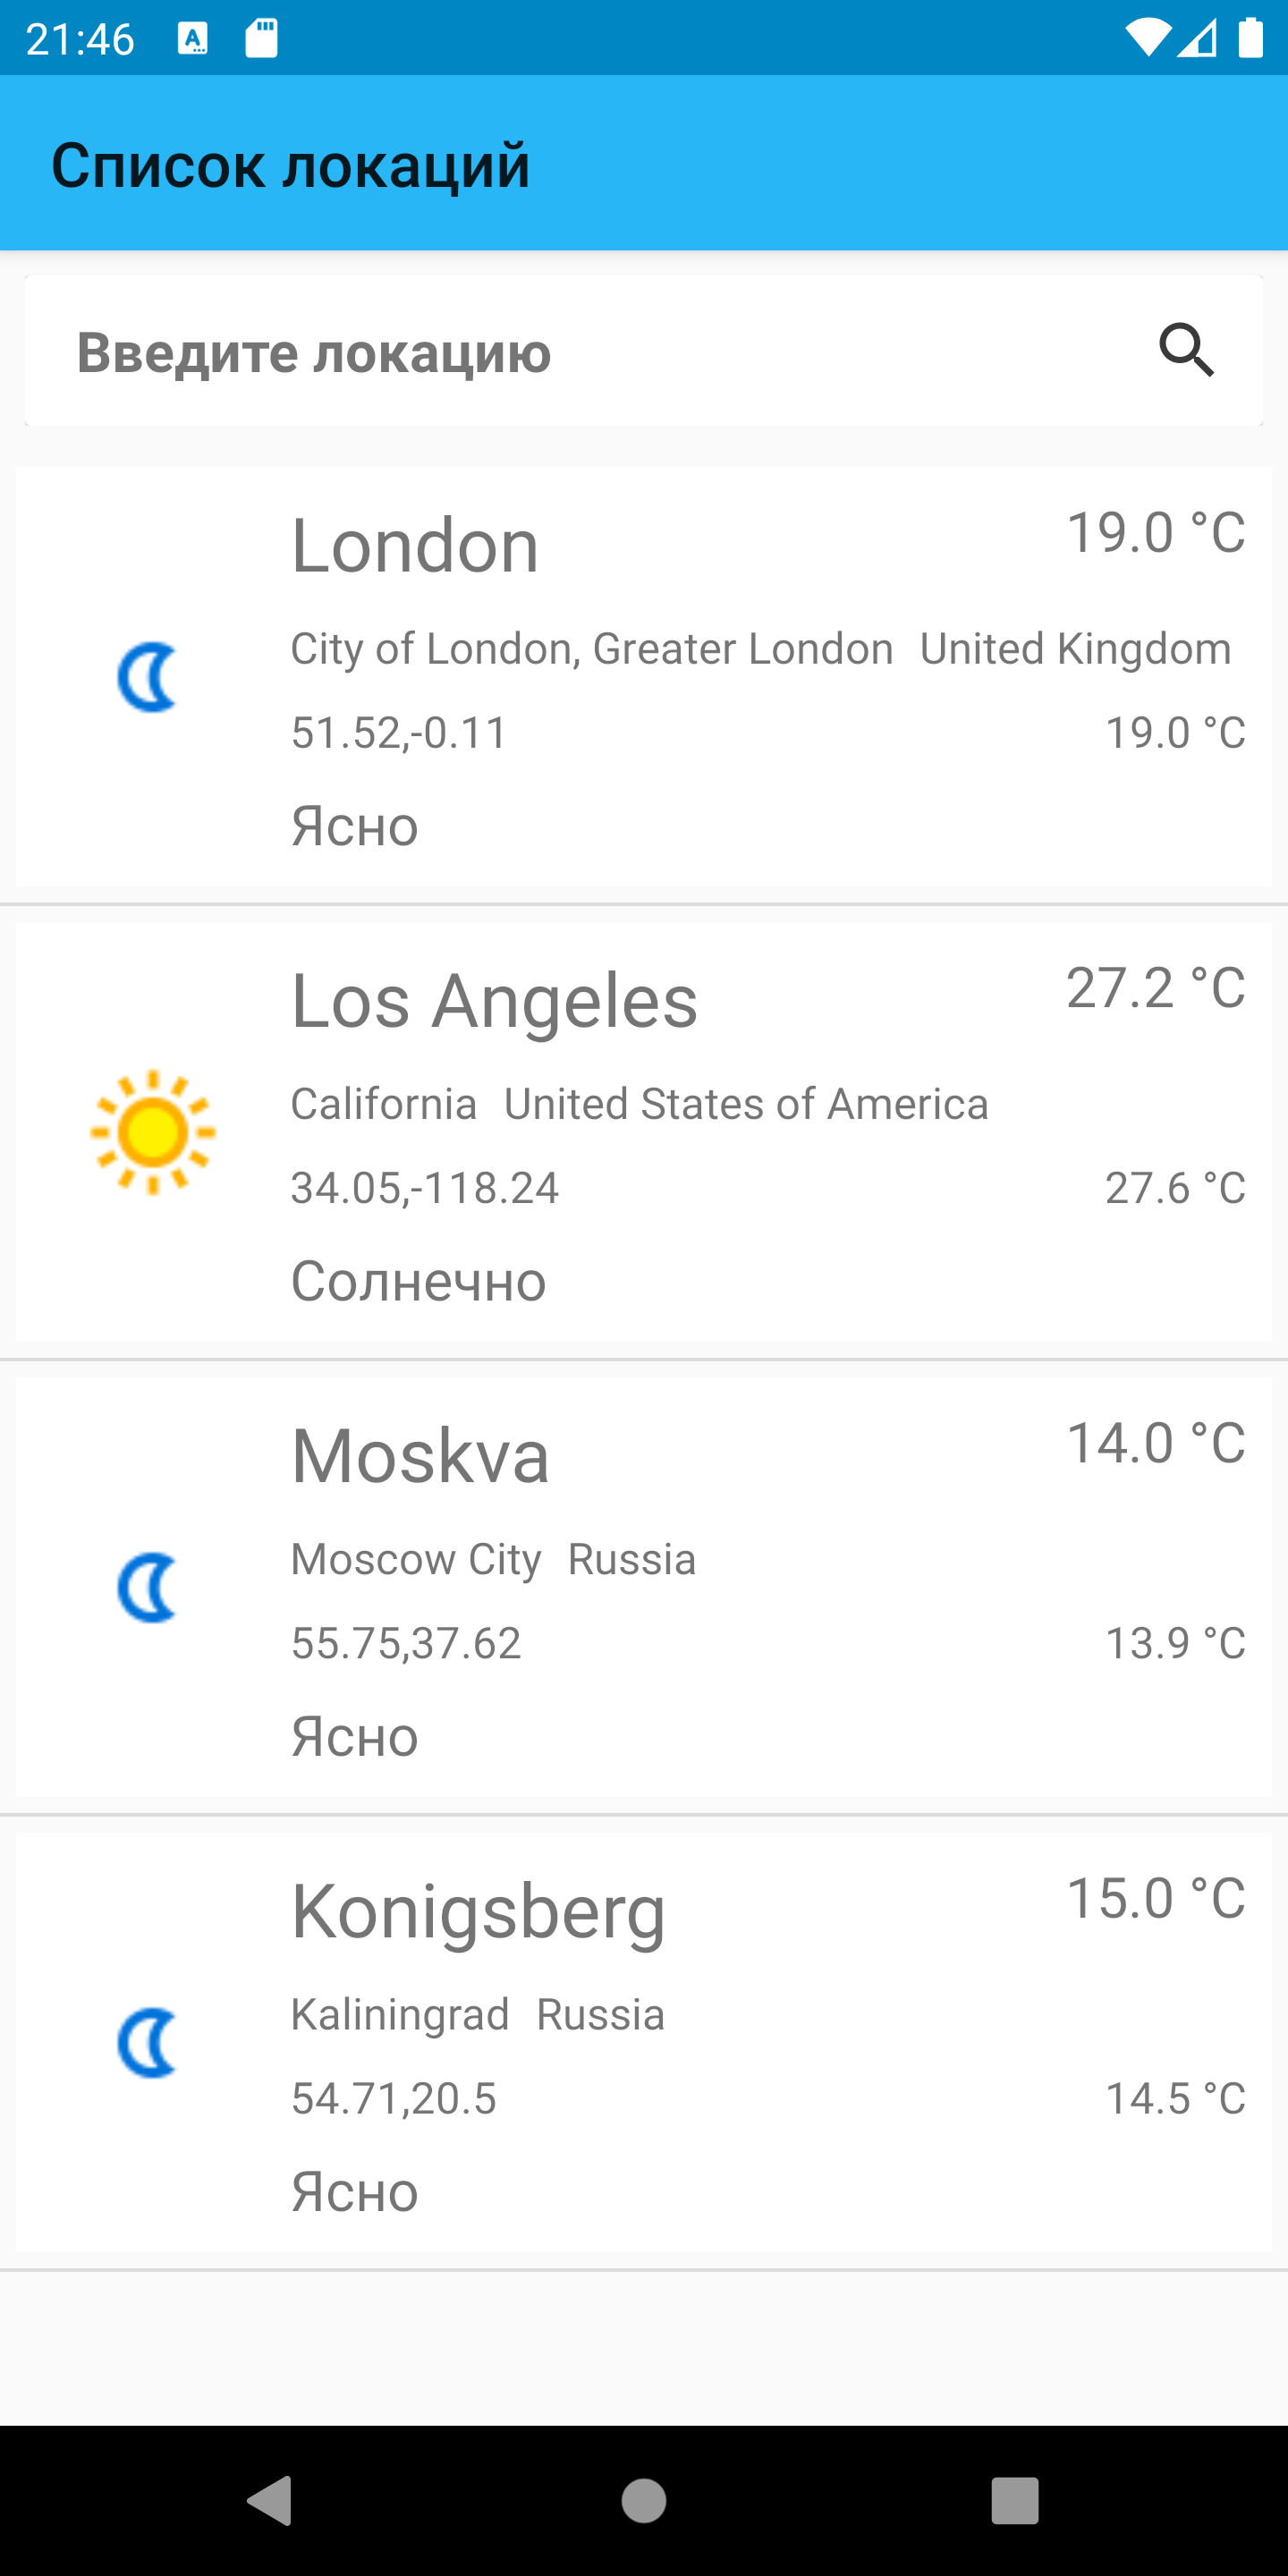 21:46
Список локаций
Введите локацию
London 19.0 °C
City of London, Greater London United Kingdom
51.52,-0.11 19.0 °C
Ясно
Los Angeles 27.2 °C
California United States of America
34.05,-118.24 27.6 °C
Солнечно
Moskva 14.0 °C
Moscow City Russia
55.75,37.62 13.9 °C
Ясно
Konigsberg 15.0 °C
Kaliningrad Russia
54.71,20.5 14.5 °C
Ясно